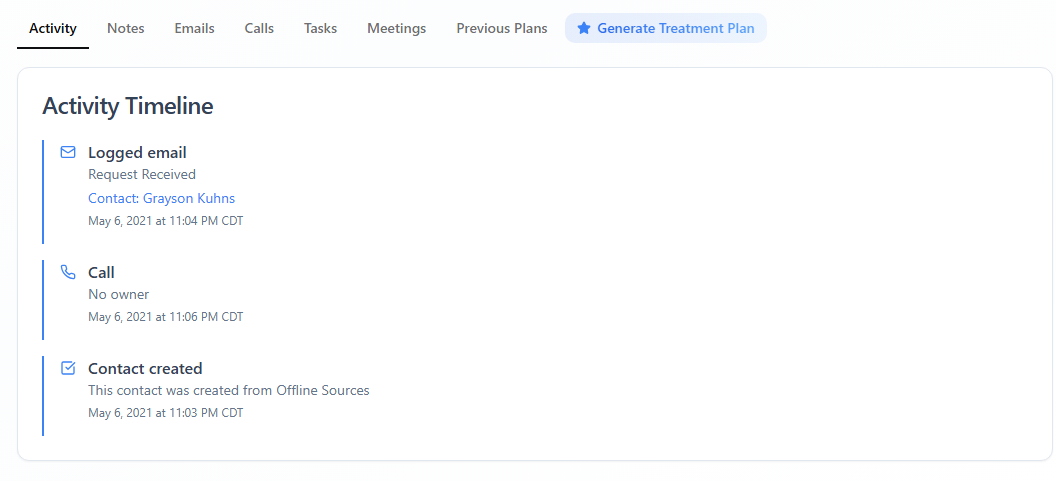 Activity Notes Emails Calls Tasks Meetings Previous Plans Generate Treatment Plan
Activity Timeline
Logged email
Request Received
Contact: Grayson Kuhns
May 6, 2021 at 11:04 PM CDT
Call
No owner
May 6, 2021 at 11:06 PM CDT
Contact created
This contact was created from Offline Sources
May 6, 2021 at 11:03 PM CDT